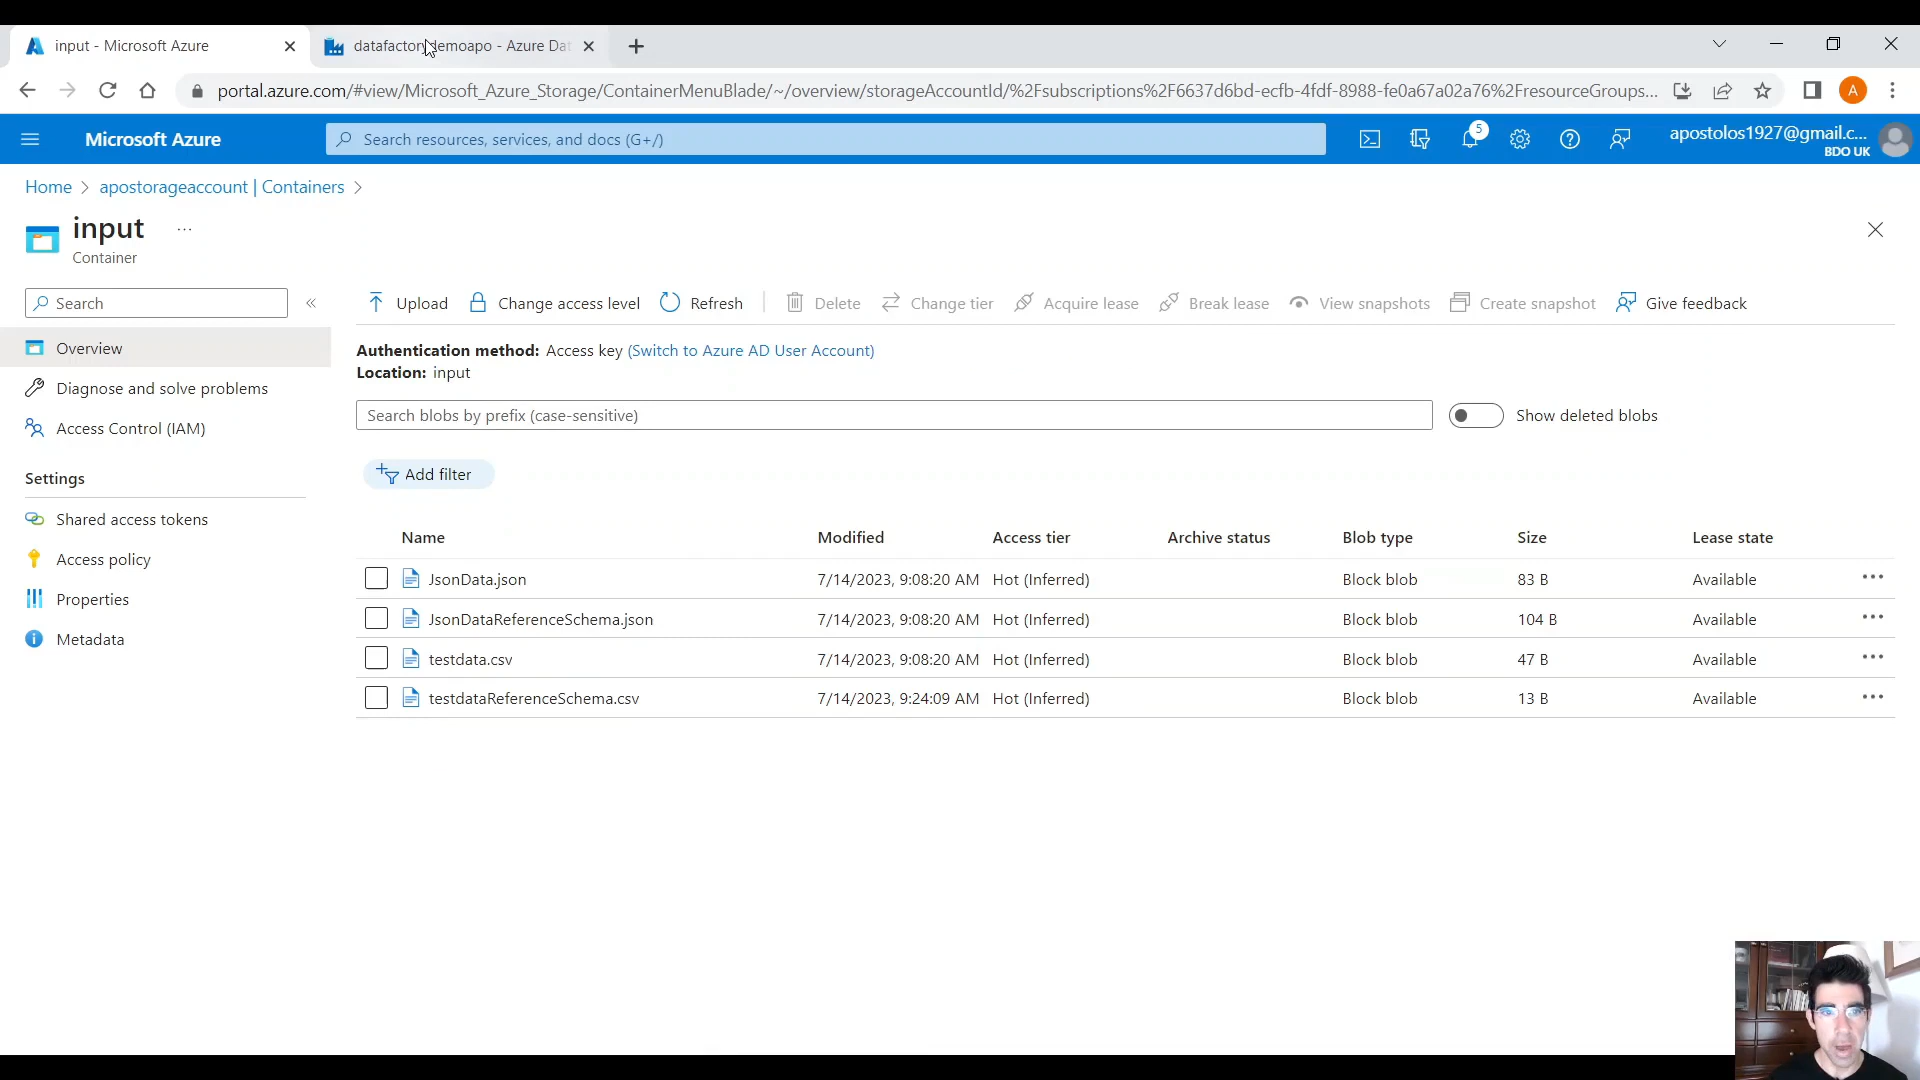 input - Microsoft Azure
datafactorydemoapo - Azure Dat
portal.azure.com/#view/Microsoft_Azure_Storage/ContainerMenuBlade/~/overview/storageAccountId/%2Fsubscriptions%2F6637d6bd-ecfb-4fdf-8988-fe0a67a02a76%2FresourceGroups...
A
Microsoft Azure
Search resources, services, and docs (G+/)
5
apostolos1927@gmail.c...
BDO UK
Home > apostorageaccount | Containers >
input ...
Container
Search
«
Upload
Change access level
Refresh
Delete
Change tier
Acquire lease
Break lease
View snapshots
Create snapshot
Give feedback
Overview
Diagnose and solve problems
Access Control (IAM)
Settings
Shared access tokens
Access policy
Properties
Metadata
Authentication method: Access key (Switch to Azure AD User Account)
Location: input
Search blobs by prefix (case-sensitive)
Show deleted blobs
Add filter
Name Modified Access tier Archive status Blob type Size Lease state
JsonData.json 7/14/2023, 9:08:20 AM Hot (Inferred) Block blob 83 B Available ...
JsonDataReferenceSchema.json 7/14/2023, 9:08:20 AM Hot (Inferred) Block blob 104 B Available ...
testdata.csv 7/14/2023, 9:08:20 AM Hot (Inferred) Block blob 47 B Available ...
testdataReferenceSchema.csv 7/14/2023, 9:24:09 AM Hot (Inferred) Block blob 13 B Available ...